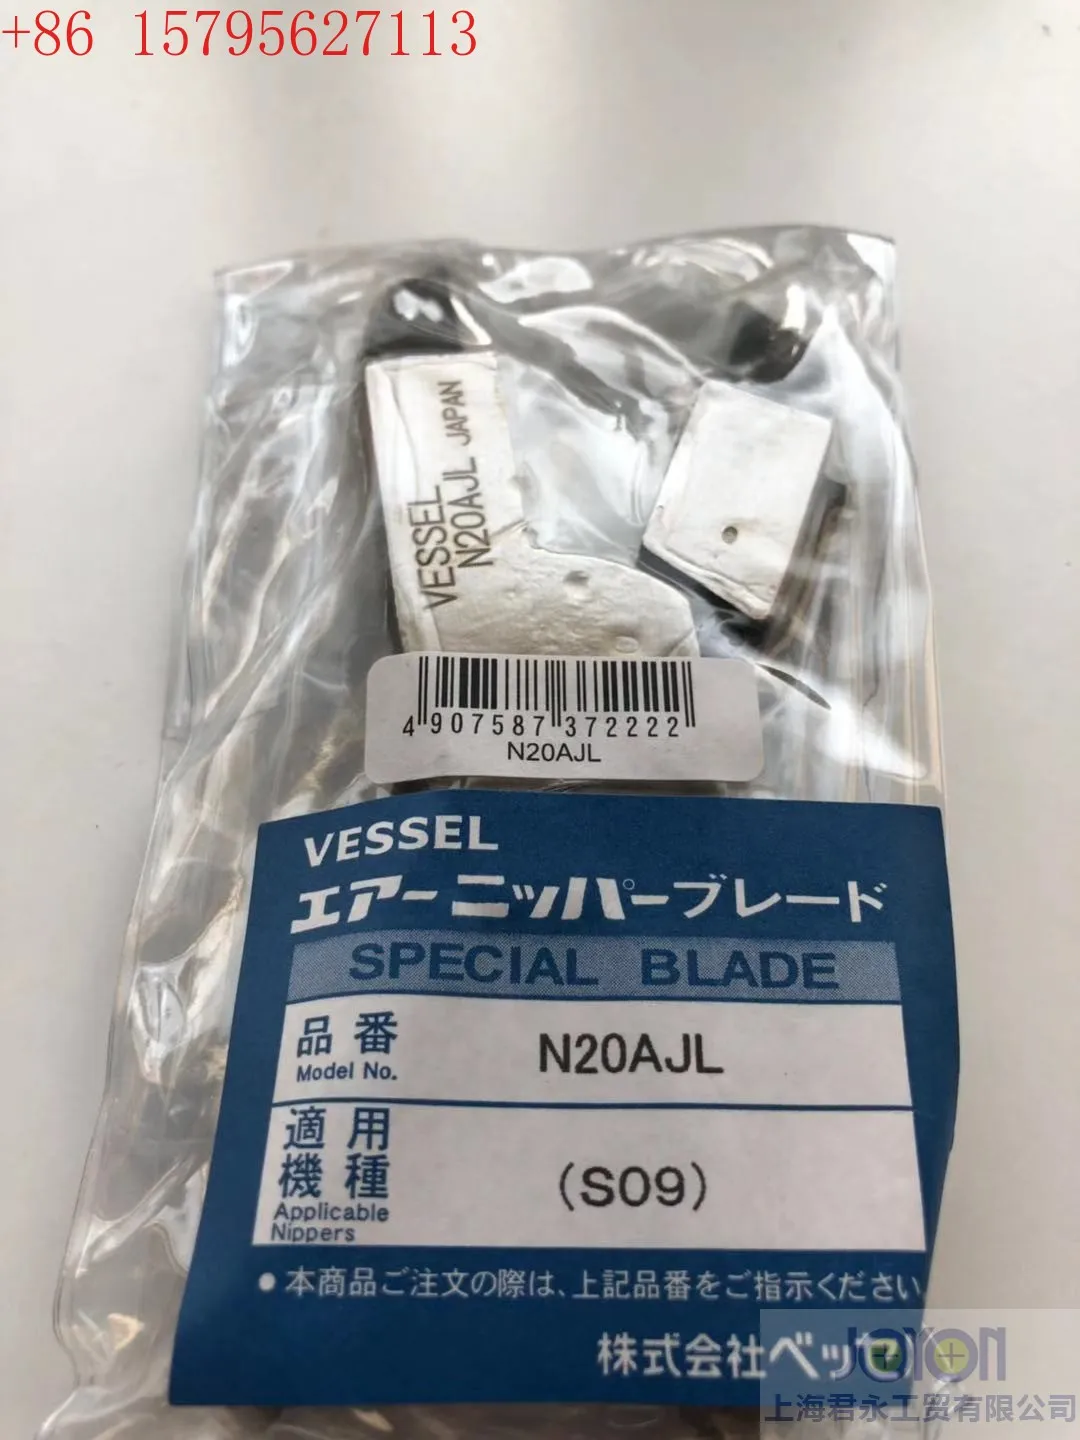 +86 15795627113
VESSEL
N20AJL JAPAN
4 907587 372222
N20AJL
VESSEL
エアーニッパーブレード
SPECIAL BLADE
品番
Model No.
N20AJL
適用
機種
Applicable
Nippers
(S09)
●本商品ご注文の際は、上記品番をご指示ください
株式会社ベッ
JOYON
上海君永工贸有限公司